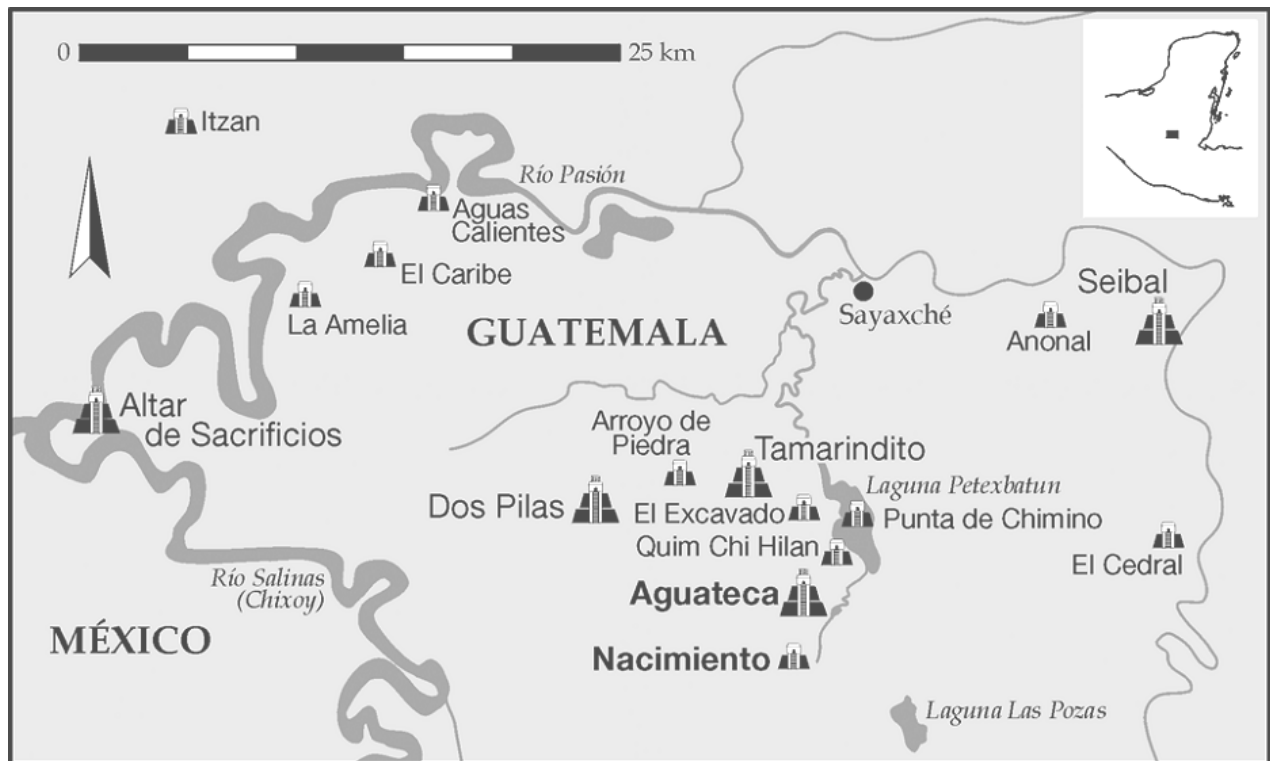 0
25 km
Itzan
Río Pasión
Aguas
Calientes
El Caribe
La Amelia
GUATEMALA
Sayaxché
Seibal
Anonal
Altar
de Sacrificios
Arroyo de
Piedra
Tamarindito
Laguna Petexbatun
Dos Pilas
El Excavado
Punta de Chimino
Quim Chi Hilan
El Cedral
Río Salinas
(Chixoy)
Aguateca
MÉXICO
Nacimiento
Laguna Las Pozas